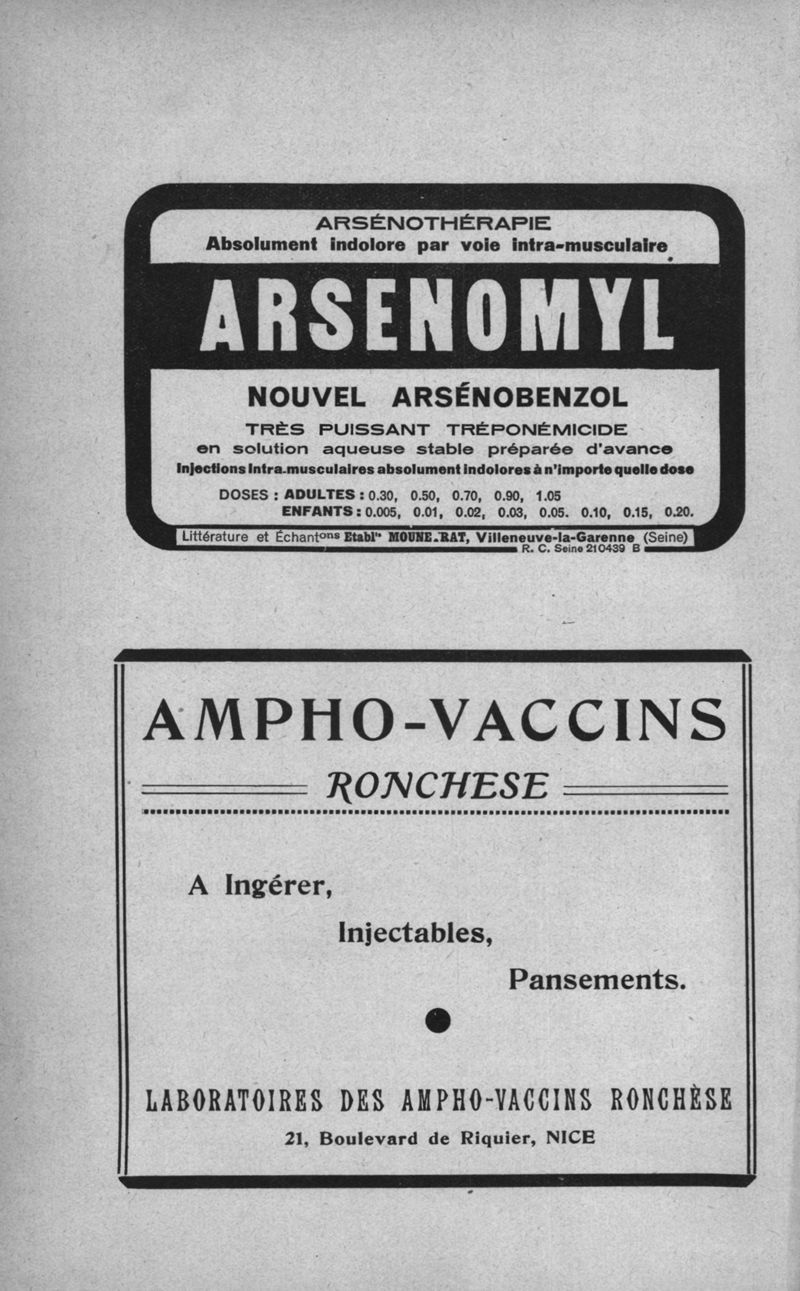 ARSÉNOTHÉRAPIE
Absolument indolore par voie intra-musculaire
ARSENOMYL
NOUVEL ARSÉNOBENZOL
TRÈS PUISSANT TRÉPONÉMICIDE
en solution aqueuse stable préparée d'avance
Injections Intra-musculaires absolument indolores à n'importe quelle dose
DOSES : ADULTES : 0.30, 0.50, 0.70, 0.90, 1.05
ENFANTS : 0.005, 0.01, 0.02, 0.03, 0.05. 0.10, 0.15, 0.20.
Littérature et Échantons Etablts MOUNEYRAT, Villeneuve-la-Garenne (Seine)
R. C. Seine 210439 B
AMPHO-VACCINS
RONCHESE
A Ingérer,
Injectables,
Pansements.
LABORATOIRES DES AMPHO-VACCINS RONCHÈSE
21, Boulevard de Riquier, NICE